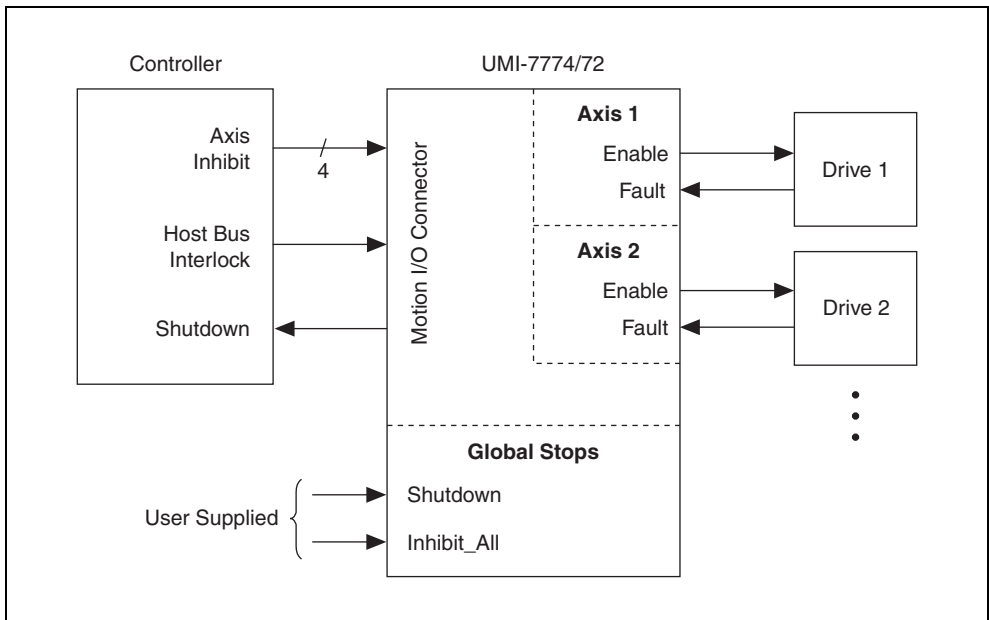 Controller
UMI-7774/72
Axis
Inhibit
4
Host Bus
Interlock
Shutdown
Motion I/O Connector
Axis 1
Enable
Fault
Axis 2
Enable
Fault
Drive 1
Drive 2
Global Stops
User Supplied
Shutdown
Inhibit_All